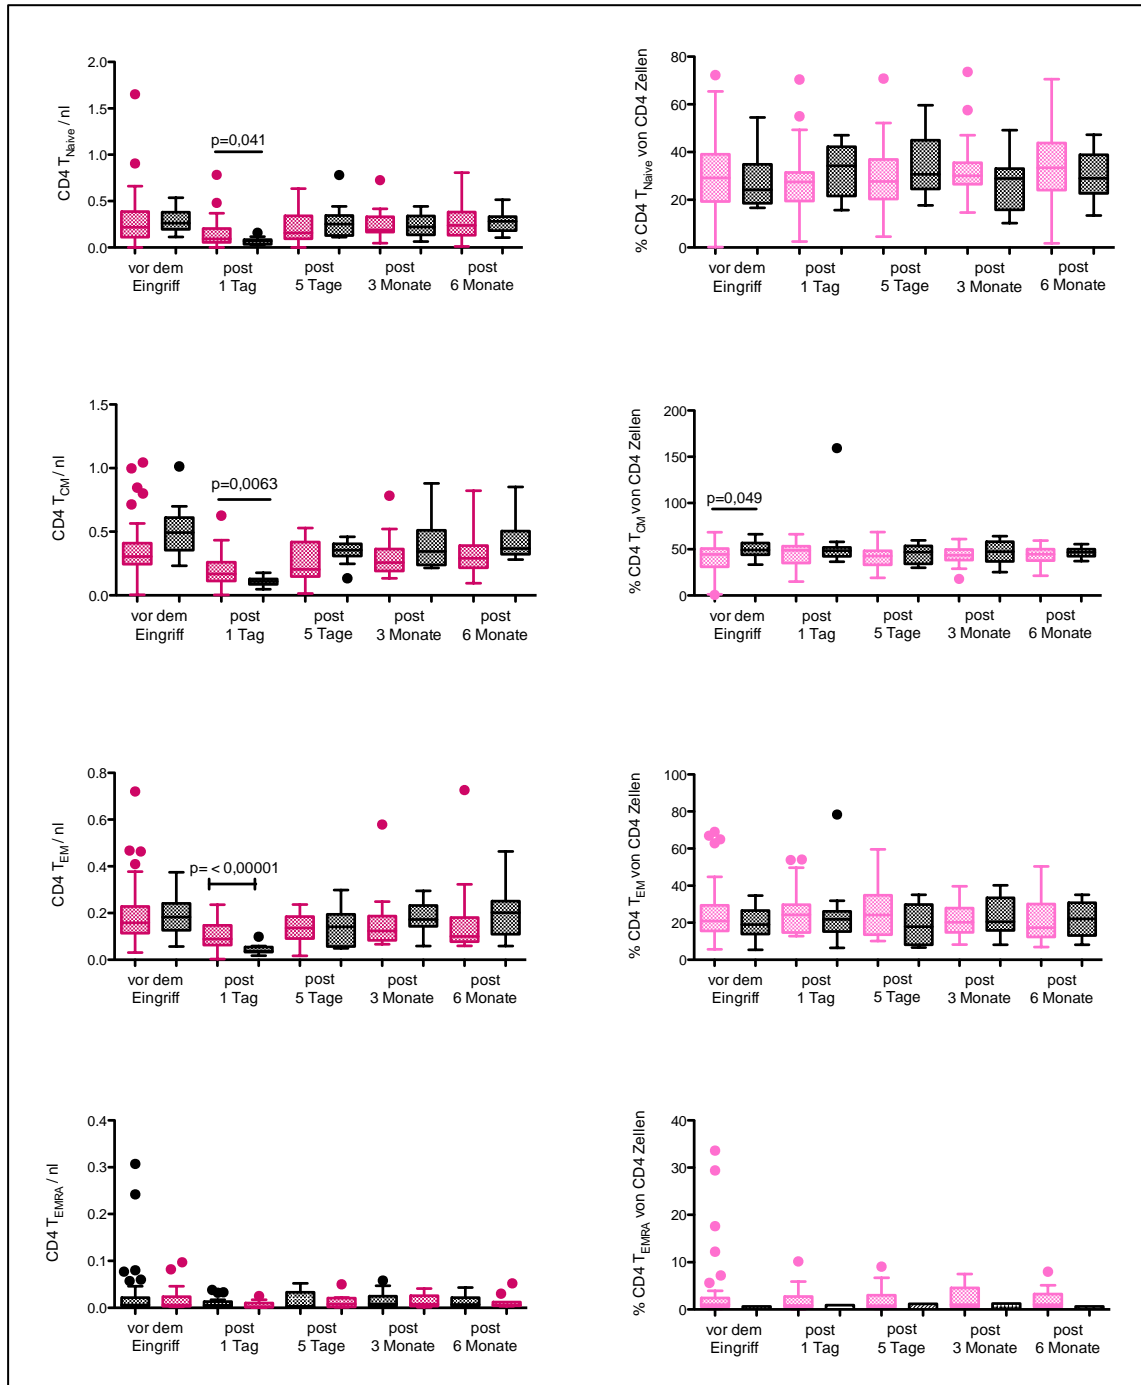 CD4 T_Naive / nl
2.0
1.5
1.0
0.5
0.0
p=0,041
vor dem
Eingriff
post
1 Tag
post
5 Tage
post
3 Monate
post
6 Monate
% CD4 T_Naive von CD4 Zellen
80
60
40
20
0
vor dem
Eingriff
post
1 Tag
post
5 Tage
post
3 Monate
post
6 Monate
CD4 T_CM / nl
1.5
1.0
0.5
0.0
p=0,0063
vor dem
Eingriff
post
1 Tag
post
5 Tage
post
3 Monate
post
6 Monate
% CD4 T_CM von CD4 Zellen
200
150
100
50
0
p=0,049
vor dem
Eingriff
post
1 Tag
post
5 Tage
post
3 Monate
post
6 Monate
CD4 T_EM / nl
0.8
0.6
0.4
0.2
0.0
p=<0,00001
vor dem
Eingriff
post
1 Tag
post
5 Tage
post
3 Monate
post
6 Monate
% CD4 T_EM von CD4 Zellen
100
80
60
40
20
0
vor dem
Eingriff
post
1 Tag
post
5 Tage
post
3 Monate
post
6 Monate
CD4 T_EMRA / nl
0.4
0.3
0.2
0.1
0.0
vor dem
Eingriff
post
1 Tag
post
5 Tage
post
3 Monate
post
6 Monate
% CD4 T_EMRA von CD4 Zellen
40
30
20
10
0
vor dem
Eingriff
post
1 Tag
post
5 Tage
post
3 Monate
post
6 Monate